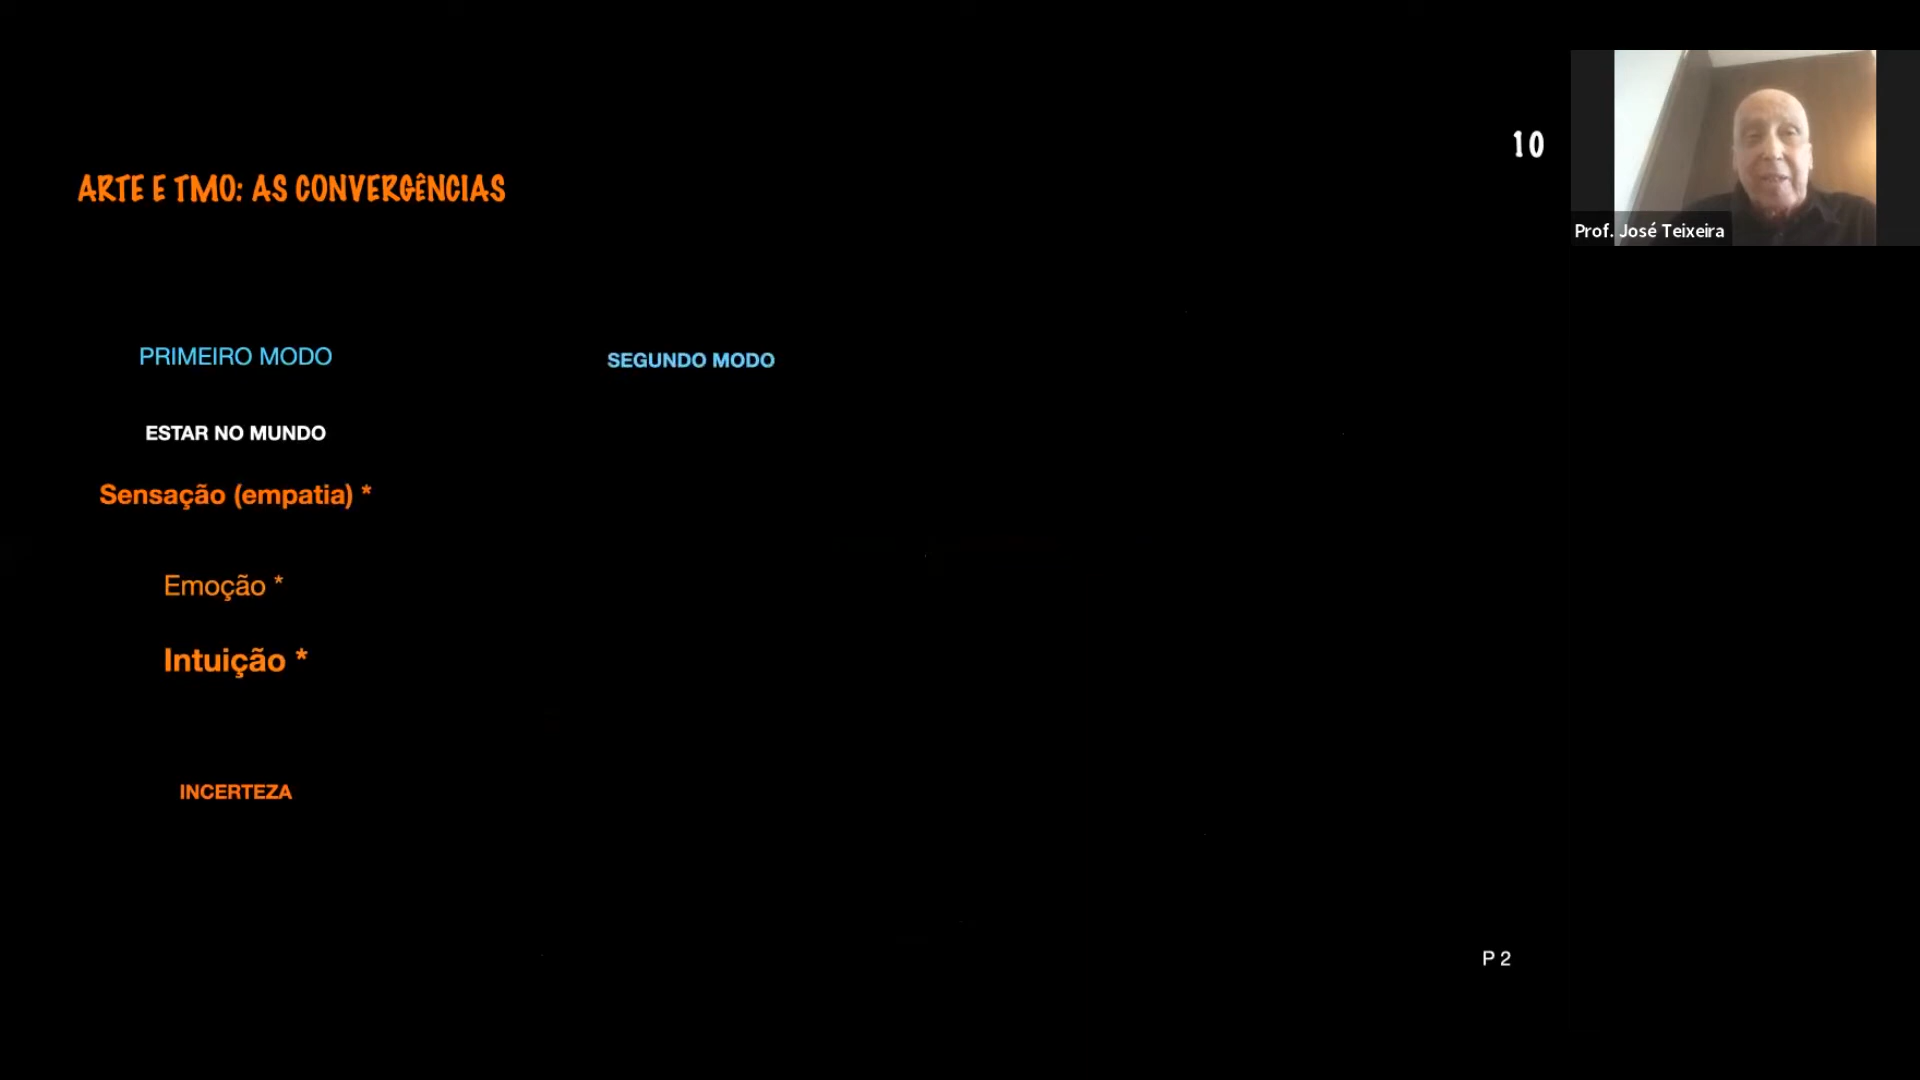 10
ARTE E TMO: AS CONVERGÊNCIAS
Prof. José Teixeira
PRIMEIRO MODO
SEGUNDO MODO
ESTAR NO MUNDO
Sensação (empatia) *
Emoção *
Intuição *
INCERTEZA
P 2